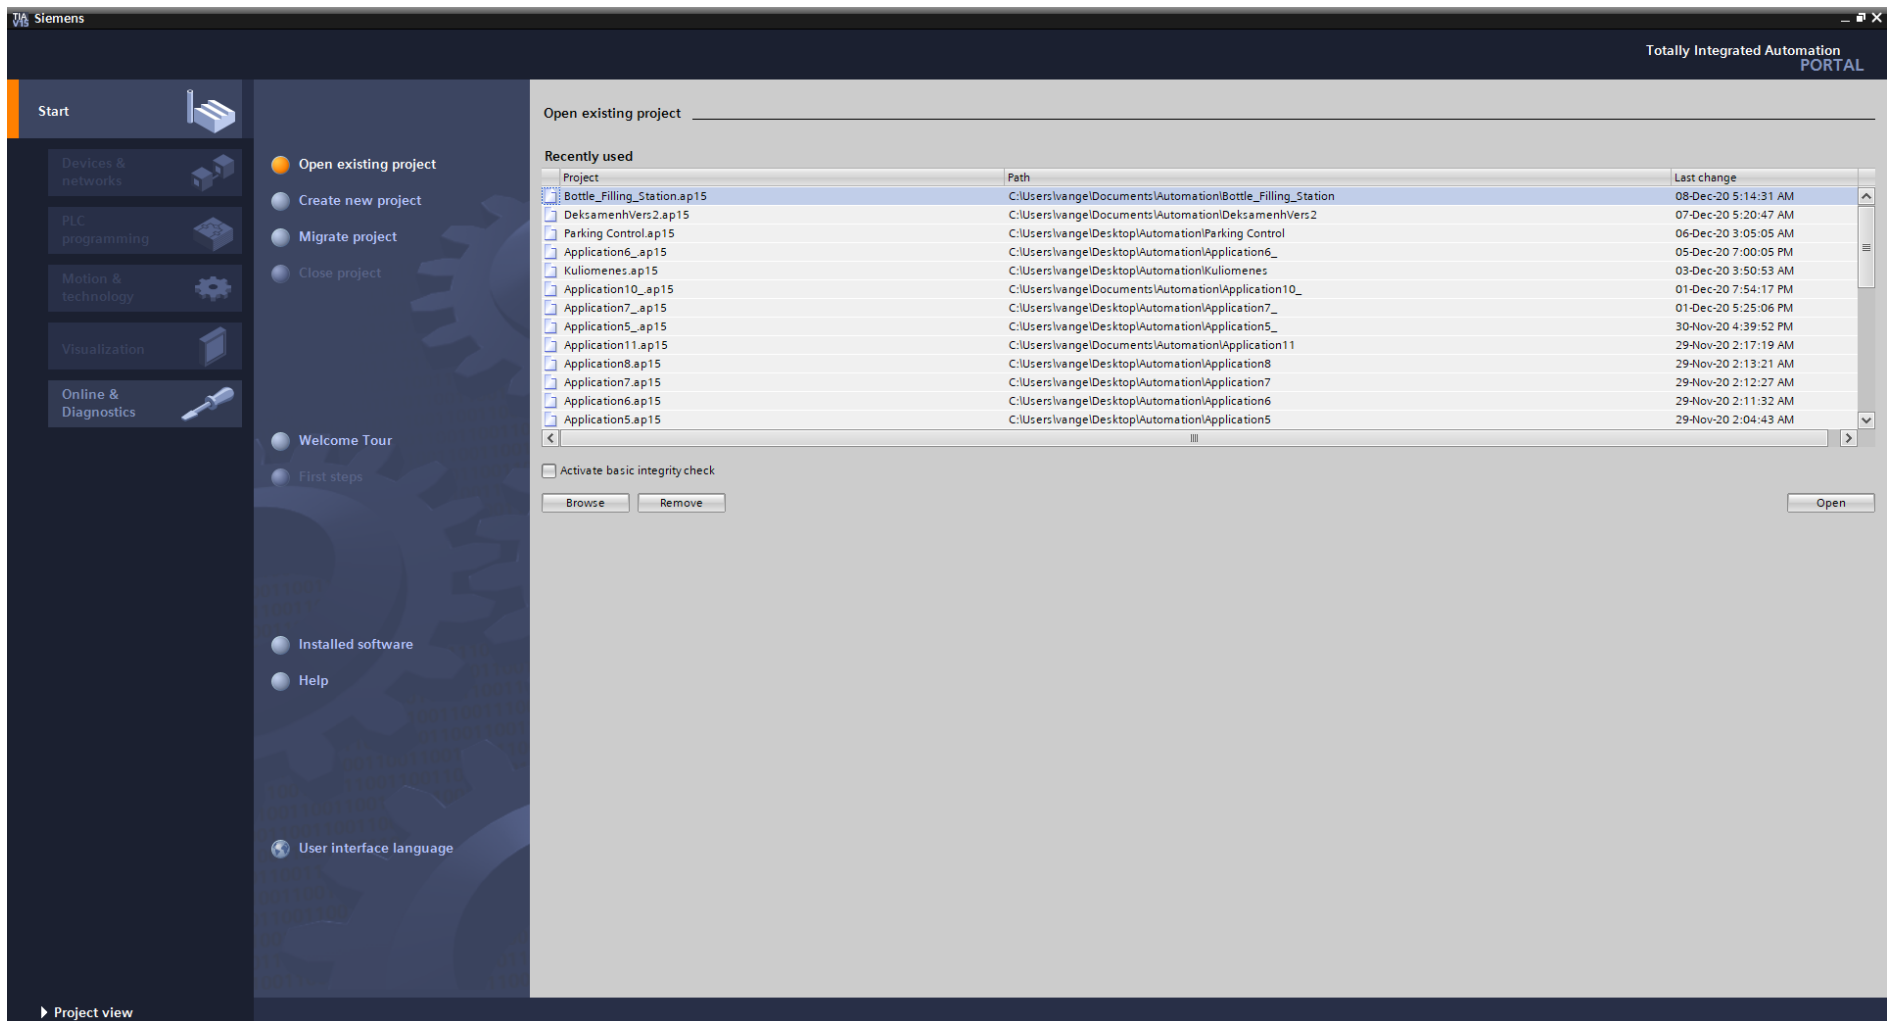 TIA V15 Siemens
Totally Integrated Automation
PORTAL
Start
Devices &
networks
PLC
programming
Motion &
technology
Visualization
Online &
Diagnostics
Open existing project
Create new project
Migrate project
Close project
Welcome Tour
First steps
Installed software
Help
User interface language
Open existing project
Recently used
Project Path Last change
Bottle_Filling_Station.ap15 C:\Users\vange\Documents\Automation\Bottle_Filling_Station 08-Dec-20 5:14:31 AM
DeksamenhVers2.ap15 C:\Users\vange\Documents\Automation\DeksamenhVers2 07-Dec-20 5:20:47 AM
Parking Control.ap15 C:\Users\vange\Desktop\Automation\Parking Control 06-Dec-20 3:05:05 AM
Application6_.ap15 C:\Users\vange\Desktop\Automation\Application6_ 05-Dec-20 7:00:05 PM
Kuliomenes.ap15 C:\Users\vange\Desktop\Automation\Kuliomenes 03-Dec-20 3:50:53 AM
Application10_.ap15 C:\Users\vange\Documents\Automation\Application10_ 01-Dec-20 7:54:17 PM
Application7_.ap15 C:\Users\vange\Desktop\Automation\Application7_ 01-Dec-20 5:25:06 PM
Application5_.ap15 C:\Users\vange\Desktop\Automation\Application5_ 30-Nov-20 4:39:52 PM
Application11.ap15 C:\Users\vange\Documents\Automation\Application11 29-Nov-20 2:17:19 AM
Application8.ap15 C:\Users\vange\Desktop\Automation\Application8 29-Nov-20 2:13:21 AM
Application7.ap15 C:\Users\vange\Desktop\Automation\Application7 29-Nov-20 2:12:27 AM
Application6.ap15 C:\Users\vange\Desktop\Automation\Application6 29-Nov-20 2:11:32 AM
Application5.ap15 C:\Users\vange\Desktop\Automation\Application5 29-Nov-20 2:04:43 AM
Activate basic integrity check
Browse Remove Open
Project view